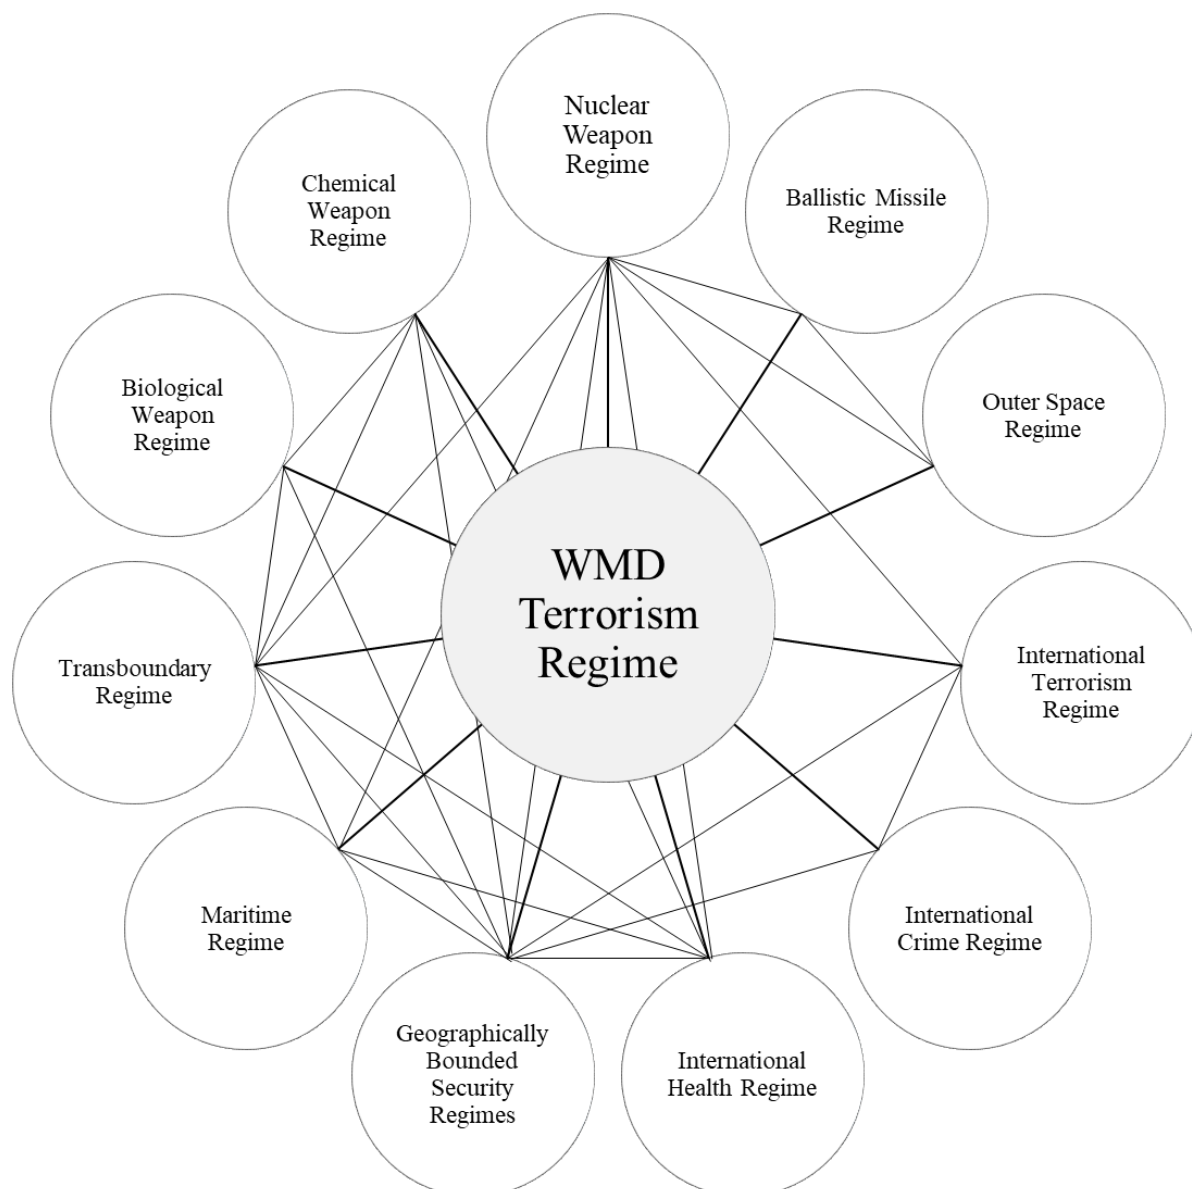 Nuclear
Weapon
Regime
Chemical
Weapon
Regime
Ballistic Missile
Regime
Biological
Weapon
Regime
Outer Space
Regime
WMD
Terrorism
Regime
Transboundary
Regime
International
Terrorism
Regime
Maritime
Regime
International
Crime Regime
Geographically
Bounded
Security
Regimes
International
Health Regime